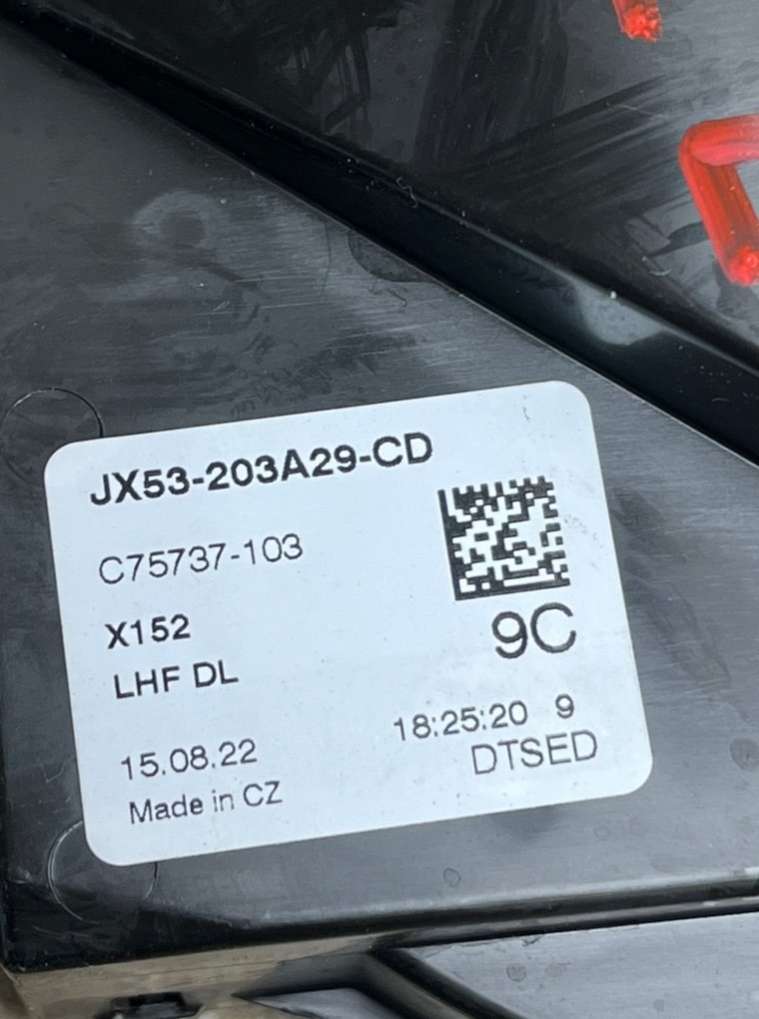 JX53-203A29-CD
C75737-103
X152
9C
LHF DL
18:25:20 9
15.08.22
DTSED
Made in CZ